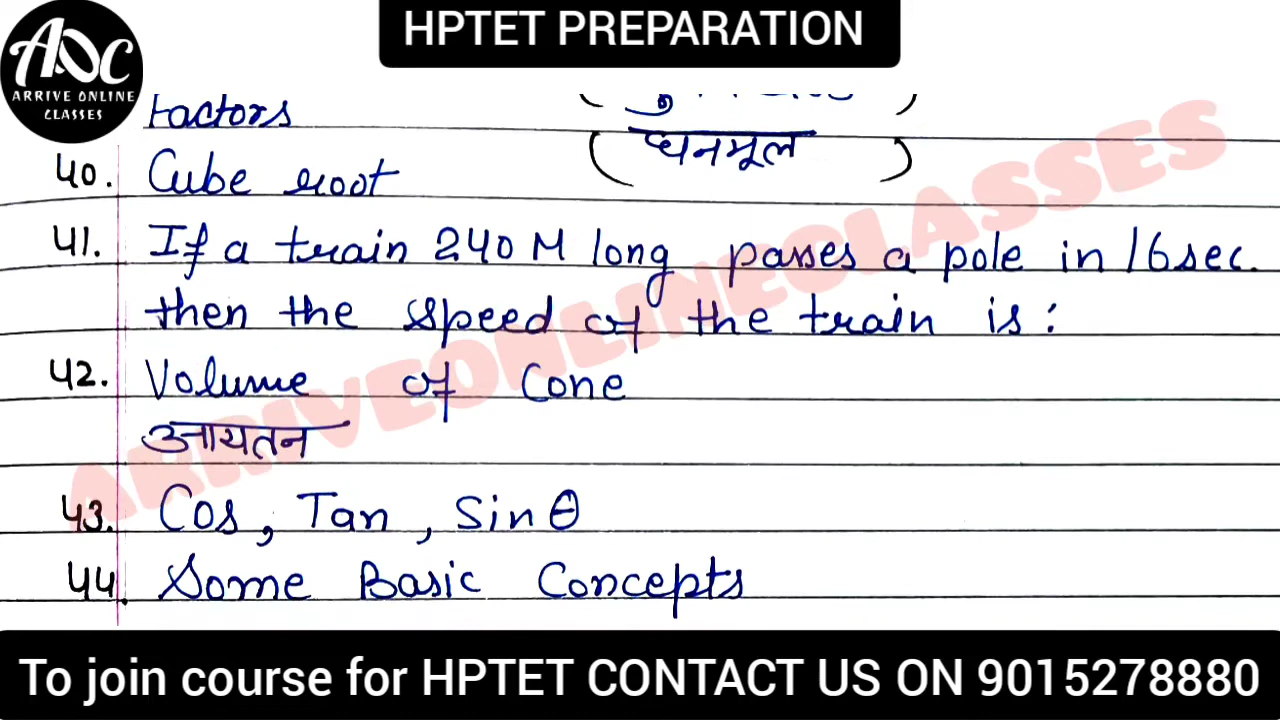 HPTET PREPARATION
ADC
ARRIVE ONLINE
CLASSES
Factors
40. Cube root (घनमूल)
41. If a train 240 M long passes a pole in 16sec.
then the speed of the train is :
42. Volume of Cone
आयतन
43. Cos, Tan, Sin θ
44. Some Basic Concepts
ARRIVEONLINECLASSES
To join course for HPTET CONTACT US ON 9015278880